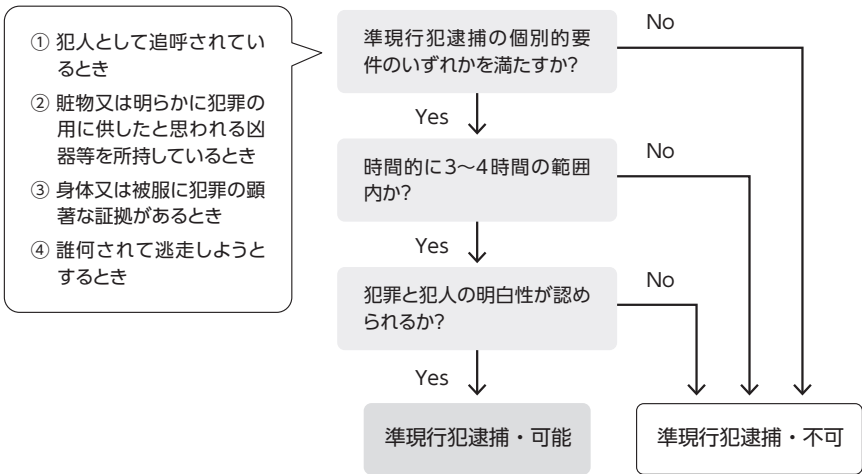 ① 犯人として追呼されてい
るとき
② 贓物又は明らかに犯罪の
用に供したと思われる凶
器等を所持しているとき
③ 身体又は被服に犯罪の顕
著な証拠があるとき
④ 誰何されて逃走しようと
するとき
準現行犯逮捕の個別的要
件のいずれかを満たすか?
No
Yes
時間的に3〜4時間の範囲
内か?
No
Yes
犯罪と犯人の明白性が認め
られるか?
No
Yes
準現行犯逮捕・可能
準現行犯逮捕・不可